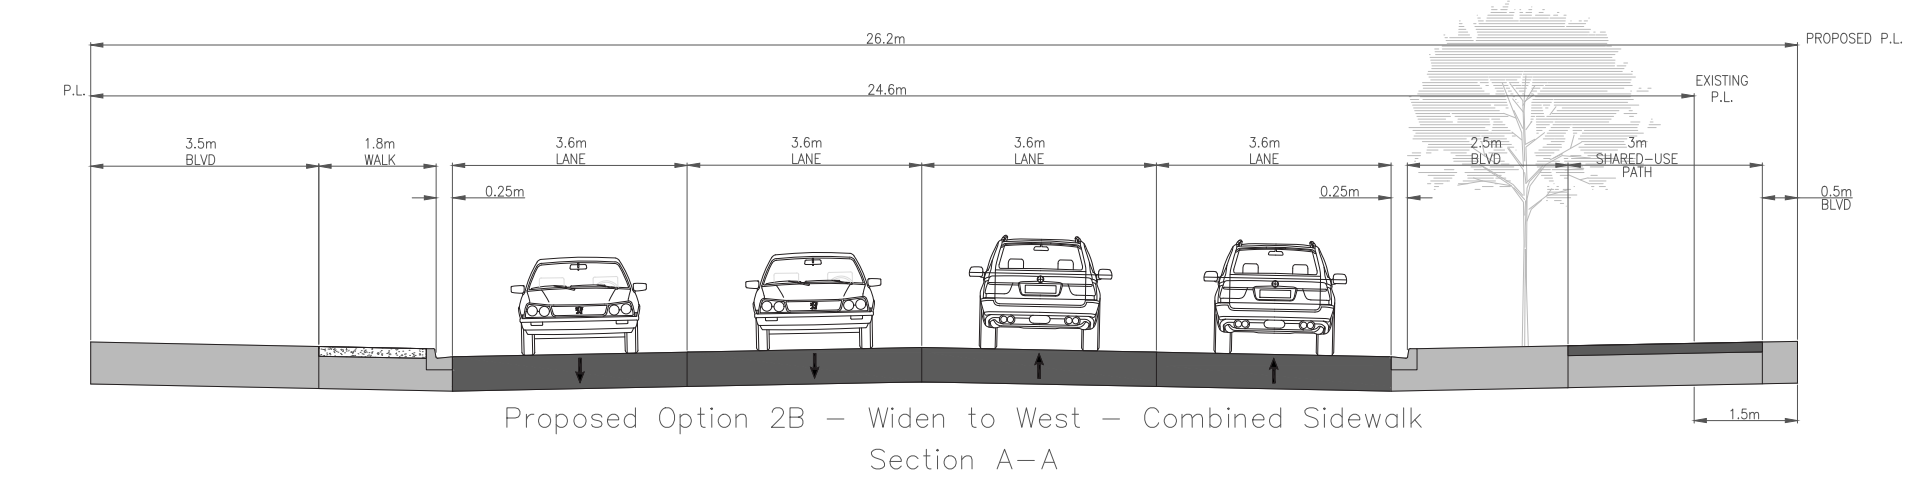 26.2m
PROPOSED P.L.
P.L.
24.6m
EXISTING
P.L.
3.5m
BLVD
1.8m
WALK
3.6m
LANE
3.6m
LANE
3.6m
LANE
3.6m
LANE
2.5m
BLVD
3m
SHARED-USE
PATH
0.25m
0.25m
0.5m
BLVD
1.5m
Proposed Option 2B - Widen to West - Combined Sidewalk
Section A-A